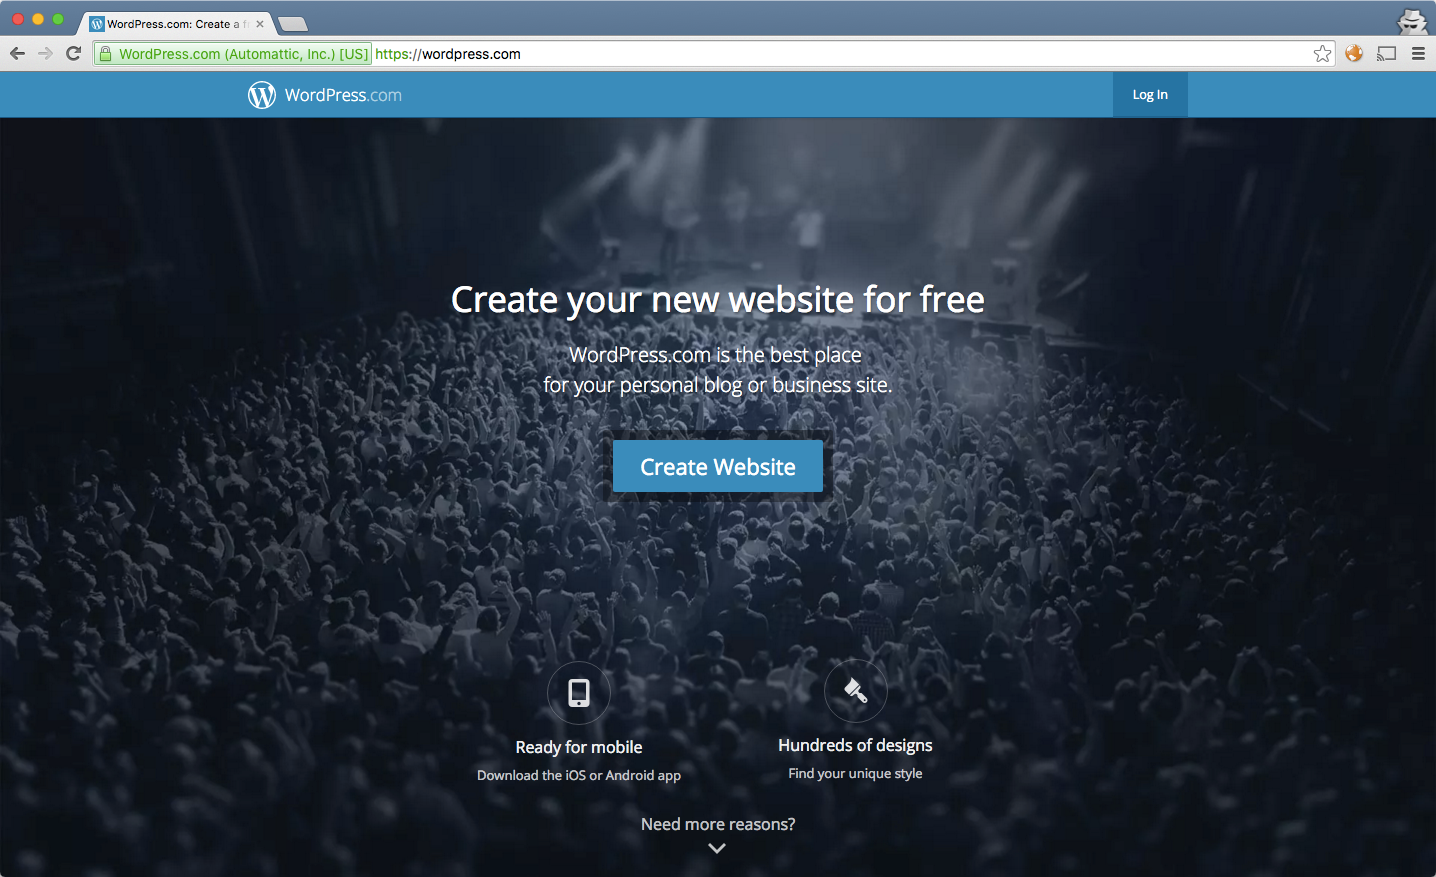 WordPress.com: Create a fr
WordPress.com (Automattic, Inc.) [US] https://wordpress.com
WordPress.com
Log In
Create your new website for free
WordPress.com is the best place
for your personal blog or business site.
Create Website
Ready for mobile
Download the iOS or Android app
Hundreds of designs
Find your unique style
Need more reasons?